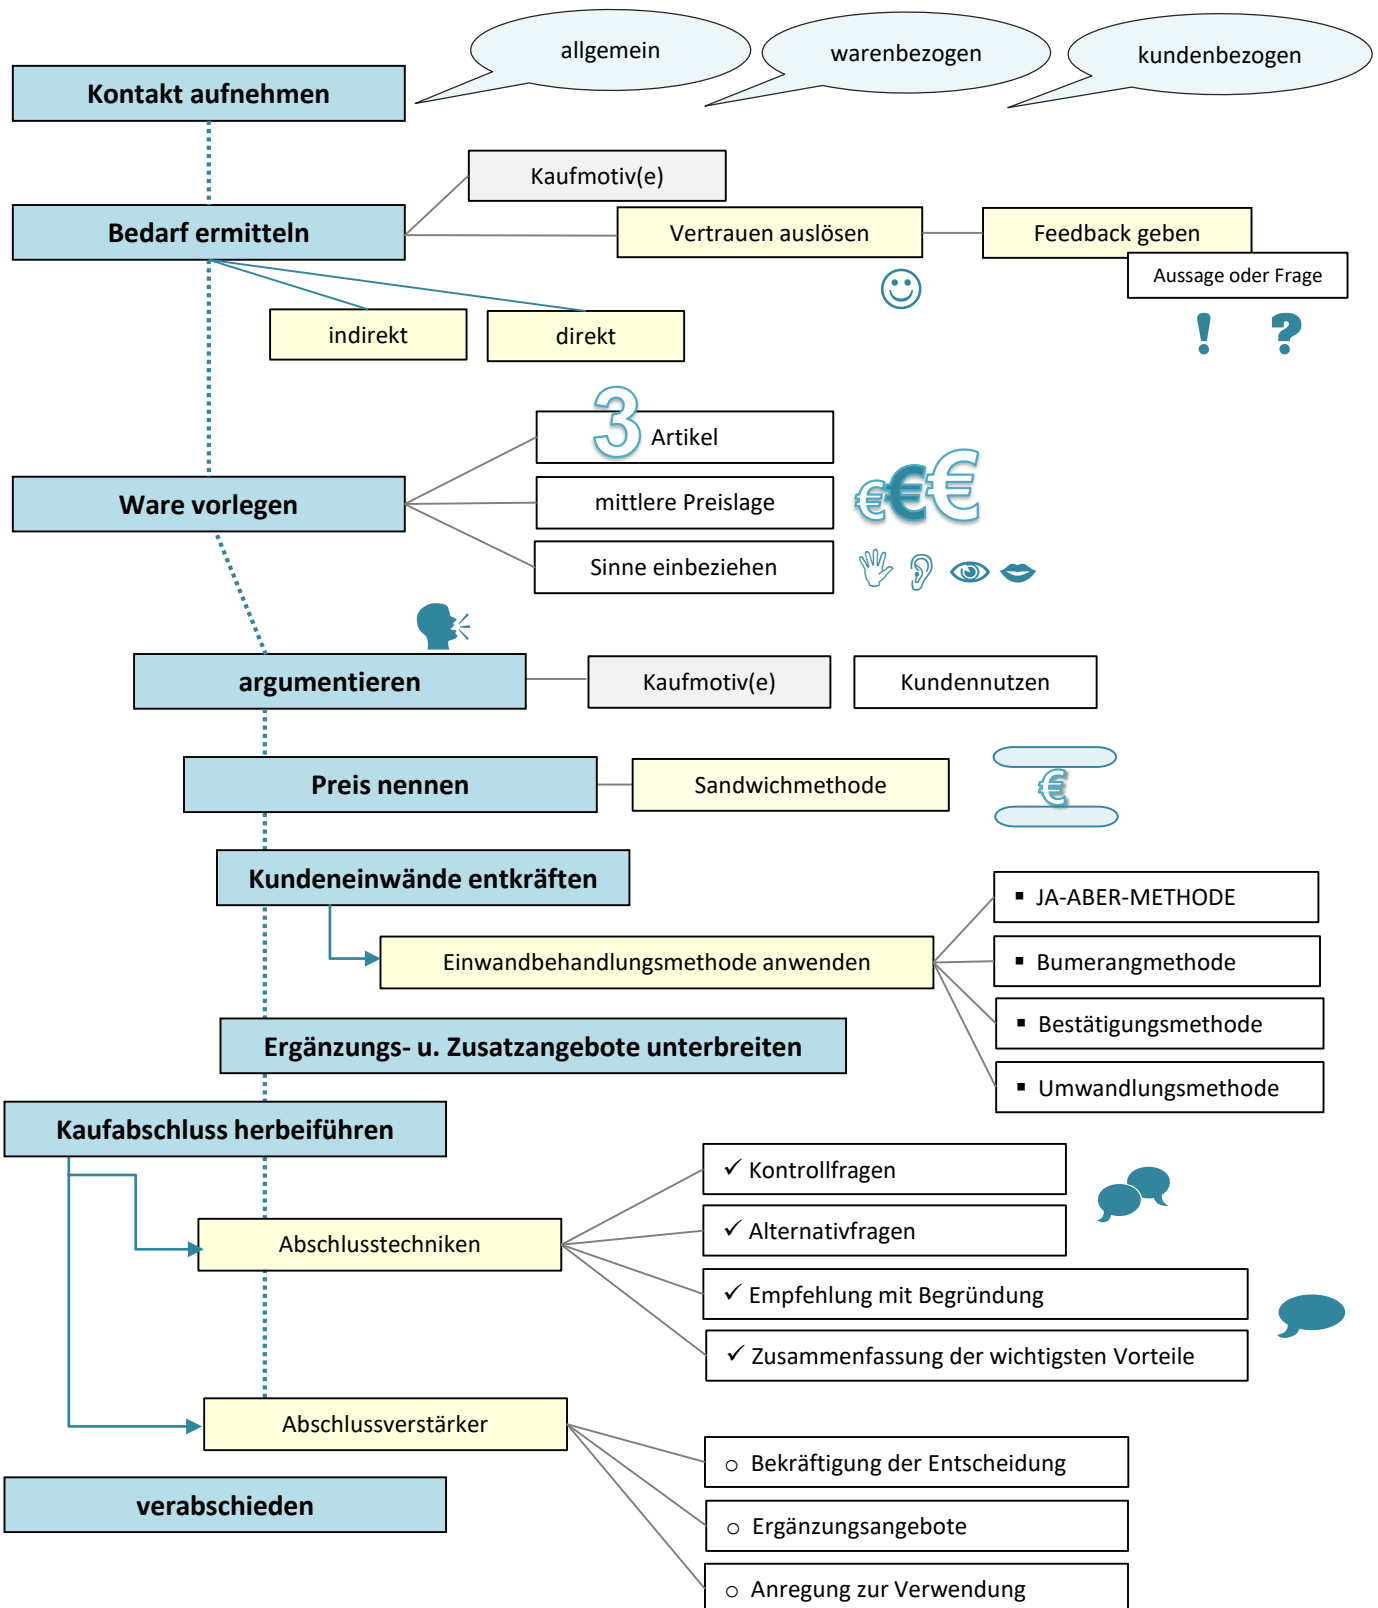 allgemein
warenbezogen
kundenbezogen
Kontakt aufnehmen
Kaufmotiv(e)
Bedarf ermitteln
Vertrauen auslösen
Feedback geben
Aussage oder Frage
! ?
indirekt
direkt
3 Artikel
Ware vorlegen
mittlere Preislage
€€€
Sinne einbeziehen
argumentieren
Kaufmotiv(e)
Kundennutzen
Preis nennen
Sandwichmethode
€
Kundeneinwände entkräften
▪ JA-ABER-METHODE
Einwandbehandlungsmethode anwenden
▪ Bumerangmethode
▪ Bestätigungsmethode
Ergänzungs- u. Zusatzangebote unterbreiten
▪ Umwandlungsmethode
Kaufabschluss herbeiführen
✓ Kontrollfragen
Abschlusstechniken
✓ Alternativfragen
✓ Empfehlung mit Begründung
✓ Zusammenfassung der wichtigsten Vorteile
Abschlussverstärker
o Bekräftigung der Entscheidung
verabschieden
o Ergänzungsangebote
o Anregung zur Verwendung